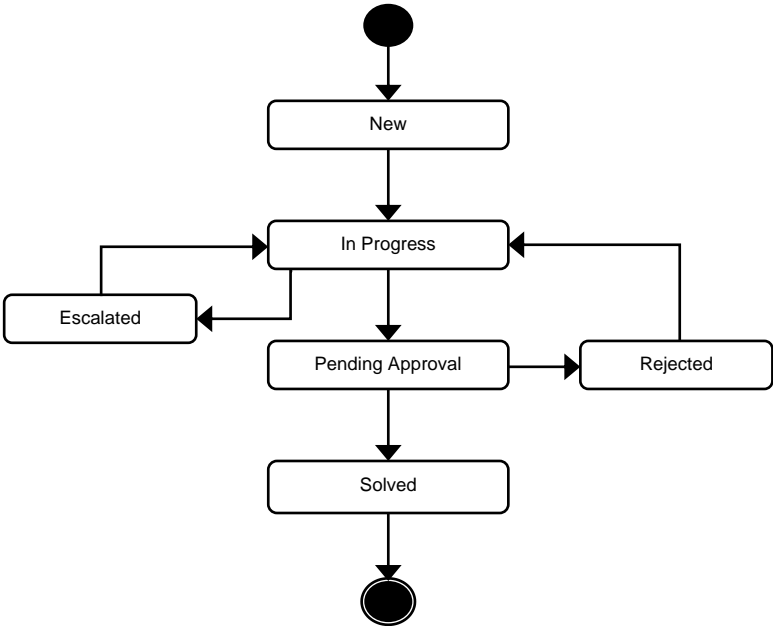 New
In Progress
Escalated
Pending Approval
Rejected
Solved